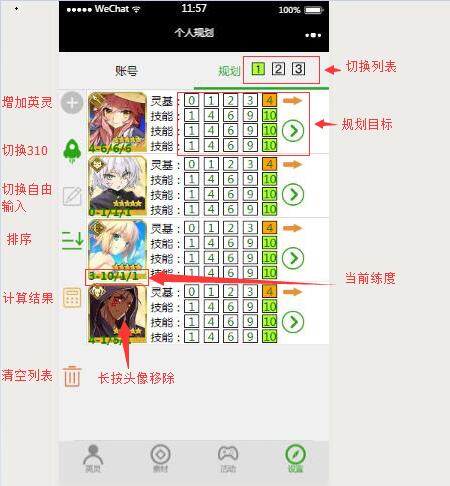 WeChat 11:57 100%
个人规划
账号 规划 1 2 3 切换列表
增加英灵
灵基：0 1 2 3 4
技能：1 4 6 9 10
技能：1 4 6 9 10
技能：1 4 6 9 10
4-6/6/6
规划目标
切换310
切换自由
输入
灵基：0 1 2 3 4
技能：1 4 6 9 10
技能：1 4 6 9 10
技能：1 4 6 9 10
0-1/1/1
排序
灵基：0 1 2 3 4
技能：1 4 6 9 10
技能：1 4 6 9 10
技能：1 4 6 9 10
3-10/1/1
当前练度
计算结果
灵基：0 1 2 3 4
技能：1 4 6 9 10
技能：1 4 6 9 10
技能：1 4 6 9 10
清空列表
长按头像移除
英灵 素材 活动 设置